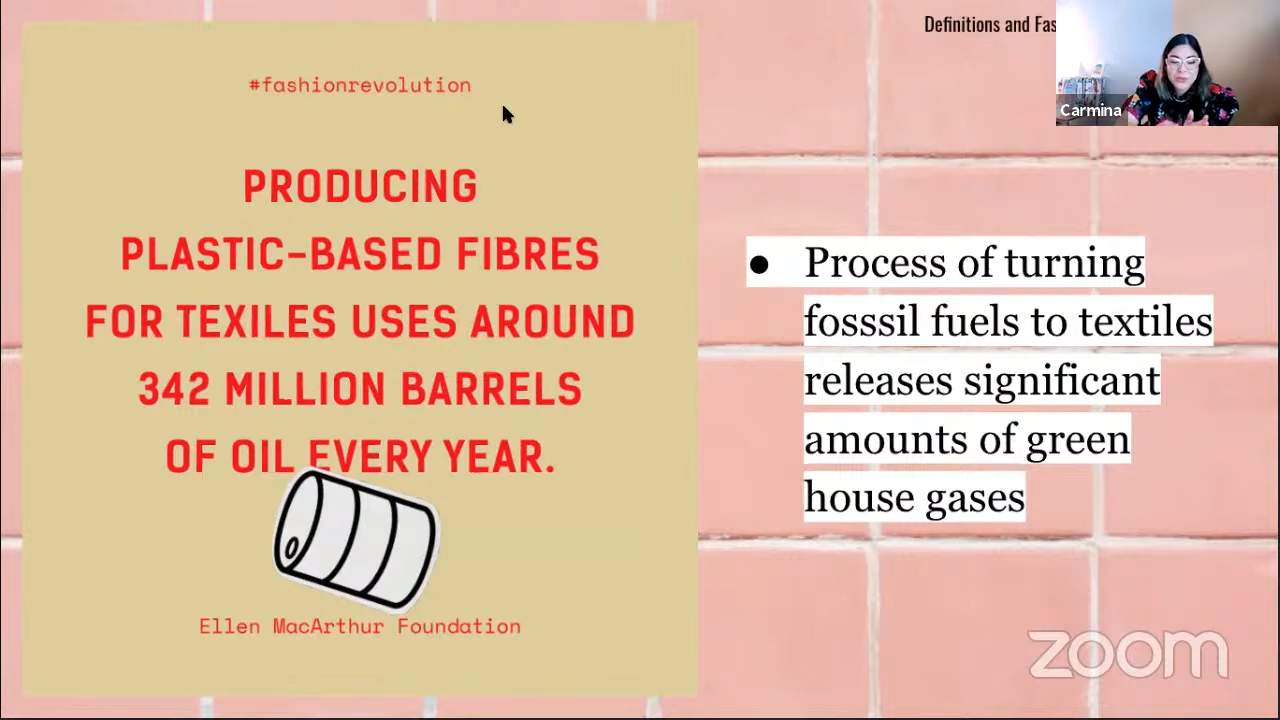 #fashionrevolution
PRODUCING
PLASTIC-BASED FIBRES
FOR TEXILES USES AROUND
342 MILLION BARRELS
OF OIL EVERY YEAR.
Ellen MacArthur Foundation
Definitions and Fas
Carmina
● Process of turning
fosssil fuels to textiles
releases significant
amounts of green
house gases
zoom